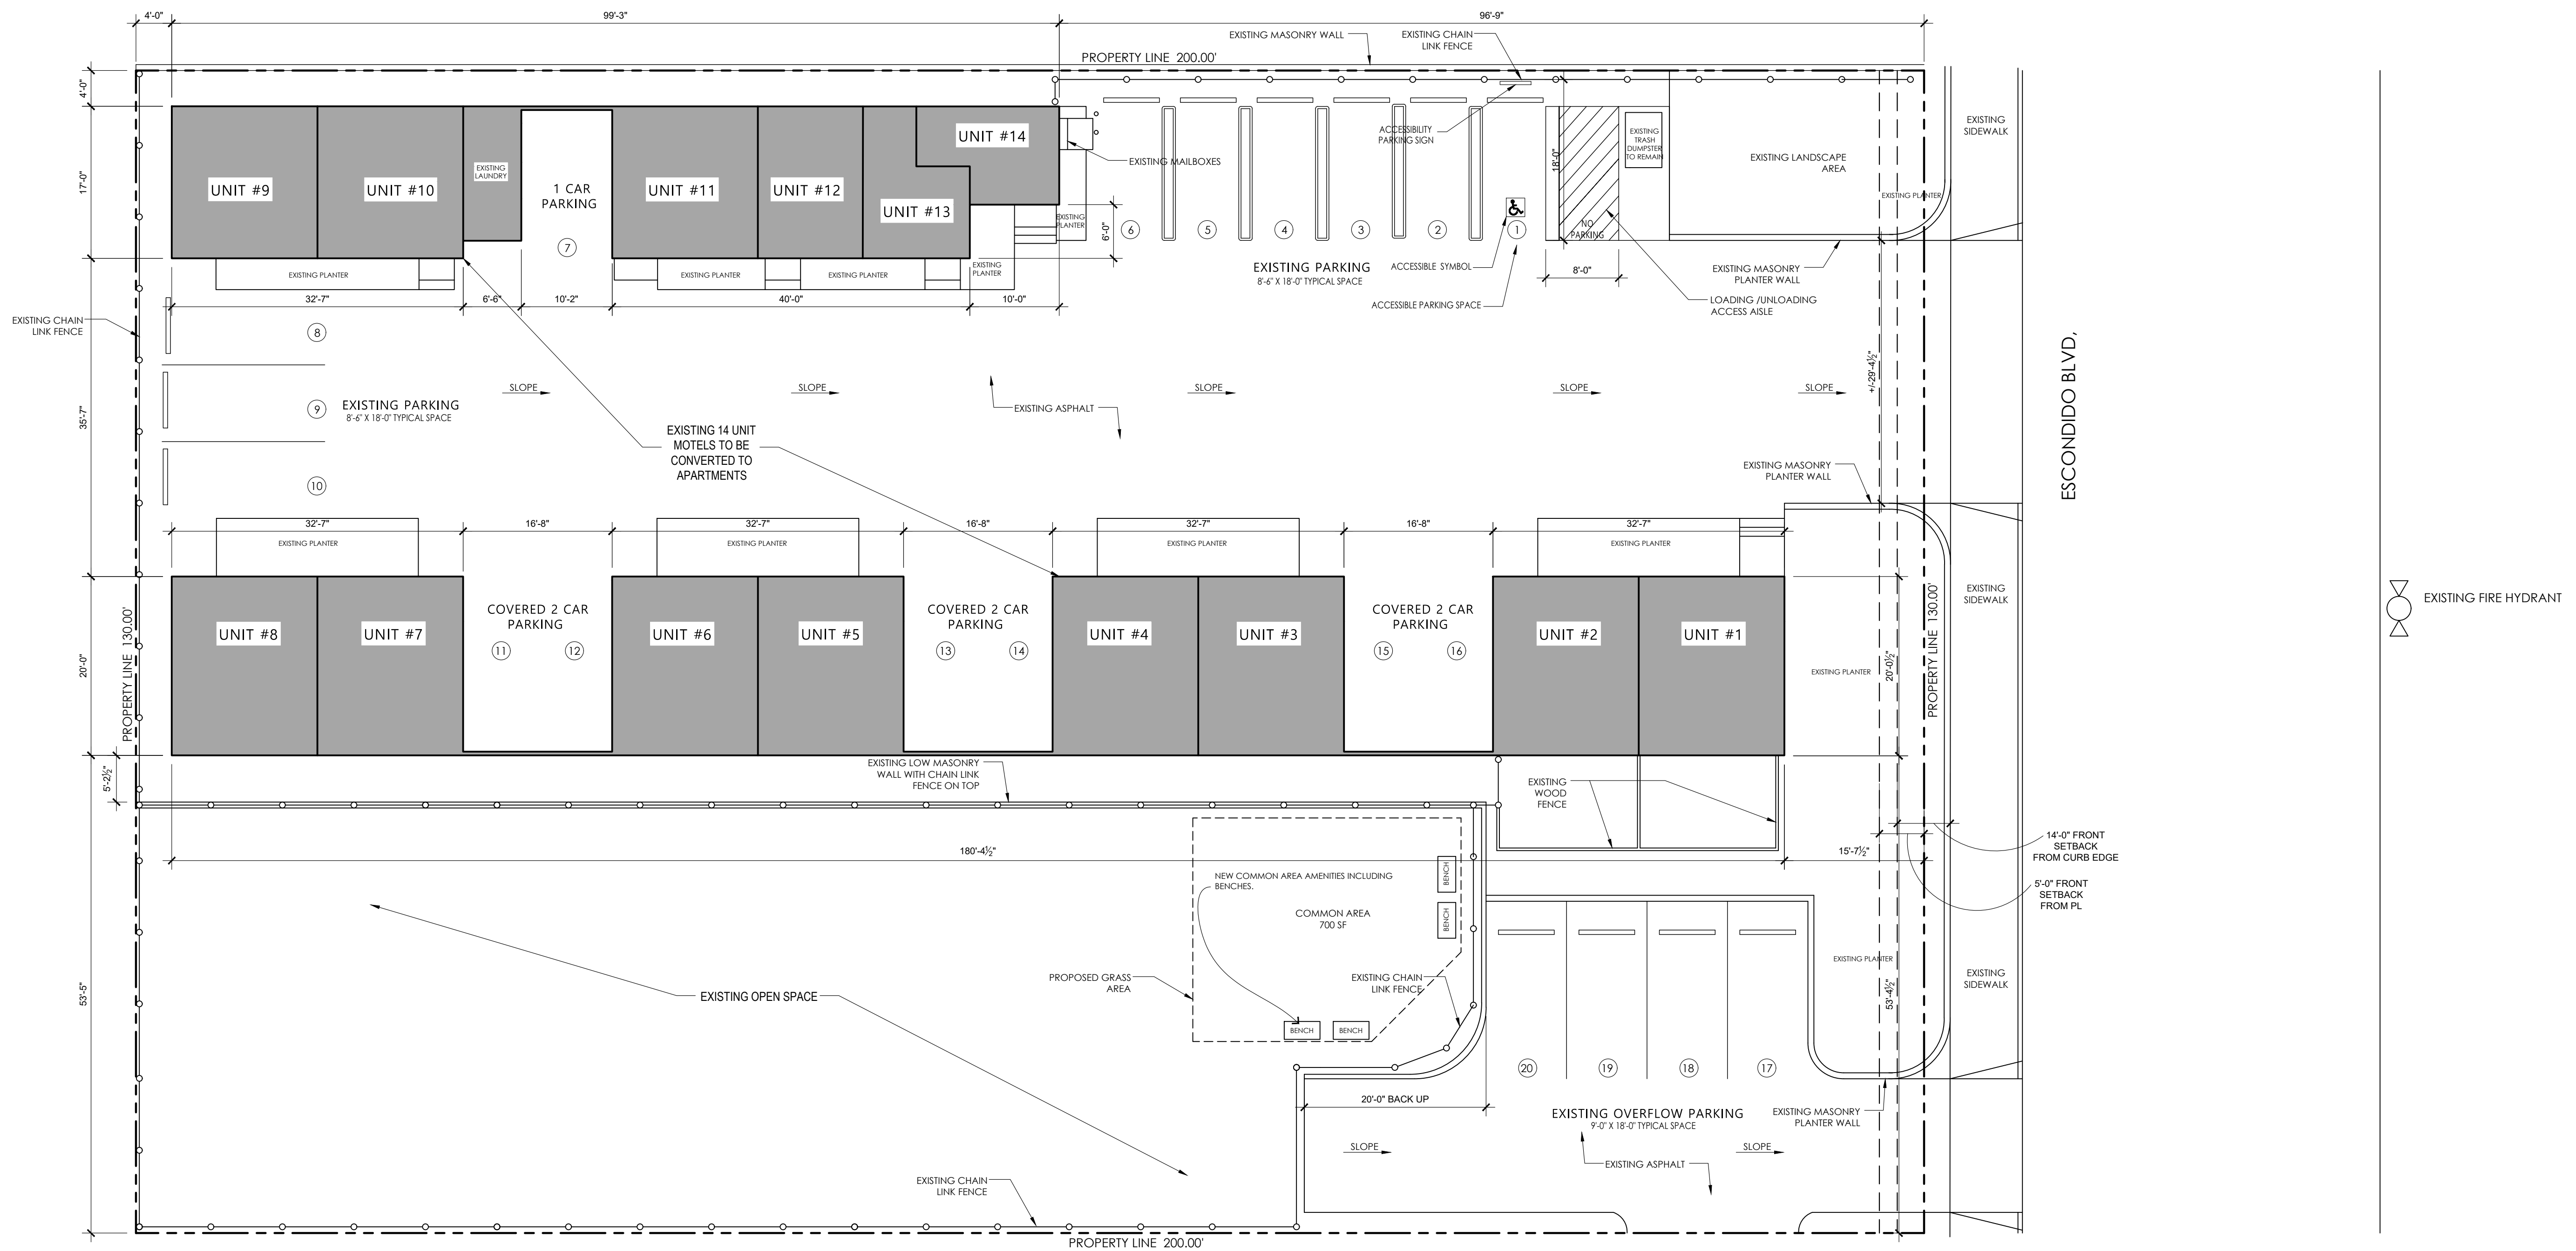 4'-0"
99'-3"
96'-9"
EXISTING MASONRY WALL
EXISTING CHAIN
LINK FENCE
PROPERTY LINE 200.00'
4'-0"
17'-0"
35'-7"
20'-0"
5'-2½"
53'-5"
UNIT #9
UNIT #10
EXISTING
LAUNDRY
1 CAR
PARKING
7
UNIT #11
UNIT #12
UNIT #13
UNIT #14
EXISTING MAILBOXES
EXISTING
PLANTER
6'-0"
EXISTING PLANTER
EXISTING PLANTER
EXISTING PLANTER
EXISTING
PLANTER
32'-7"
6'-6"
10'-2"
40'-0"
10'-0"
ACCESSIBILITY
PARKING SIGN
18'-0"
EXISTING
TRASH
DUMPSTER
TO REMAIN
EXISTING LANDSCAPE
AREA
EXISTING
SIDEWALK
EXISTING PLANTER
6
5
4
3
2
1
NO
PARKING
EXISTING PARKING
8'-6" X 18'-0" TYPICAL SPACE
ACCESSIBLE SYMBOL
8'-0"
EXISTING MASONRY
PLANTER WALL
ACCESSIBLE PARKING SPACE
LOADING /UNLOADING
ACCESS AISLE
EXISTING CHAIN
LINK FENCE
8
9
10
EXISTING PARKING
8'-6" X 18'-0" TYPICAL SPACE
SLOPE
SLOPE
SLOPE
SLOPE
SLOPE
EXISTING ASPHALT
+/-29'-4½"
ESCONDIDO BLVD,
EXISTING 14 UNIT
MOTELS TO BE
CONVERTED TO
APARTMENTS
EXISTING MASONRY
PLANTER WALL
32'-7"
16'-8"
32'-7"
16'-8"
32'-7"
16'-8"
32'-7"
EXISTING PLANTER
EXISTING PLANTER
EXISTING PLANTER
EXISTING PLANTER
UNIT #8
UNIT #7
COVERED 2 CAR
PARKING
11
12
UNIT #6
UNIT #5
COVERED 2 CAR
PARKING
13
14
UNIT #4
UNIT #3
COVERED 2 CAR
PARKING
15
16
UNIT #2
UNIT #1
EXISTING PLANTER
20'-0½"
PROPERTY LINE 130.00'
PROPERTY LINE 130.00'
EXISTING
SIDEWALK
EXISTING FIRE HYDRANT
EXISTING LOW MASONRY
WALL WITH CHAIN LINK
FENCE ON TOP
EXISTING
WOOD
FENCE
180'-4½"
15'-7½"
14'-0" FRONT
SETBACK
FROM CURB EDGE
5'-0" FRONT
SETBACK
FROM PL
NEW COMMON AREA AMENITIES INCLUDING
BENCHES.
COMMON AREA
700 SF
BENCH
BENCH
BENCH
BENCH
PROPOSED GRASS
AREA
EXISTING CHAIN
LINK FENCE
EXISTING OPEN SPACE
EXISTING PLANTER
53'-4½"
EXISTING
SIDEWALK
20
19
18
17
20'-0" BACK UP
EXISTING OVERFLOW PARKING
9'-0" X 18'-0" TYPICAL SPACE
EXISTING MASONRY
PLANTER WALL
SLOPE
SLOPE
EXISTING ASPHALT
EXISTING CHAIN
LINK FENCE
PROPERTY LINE 200.00'